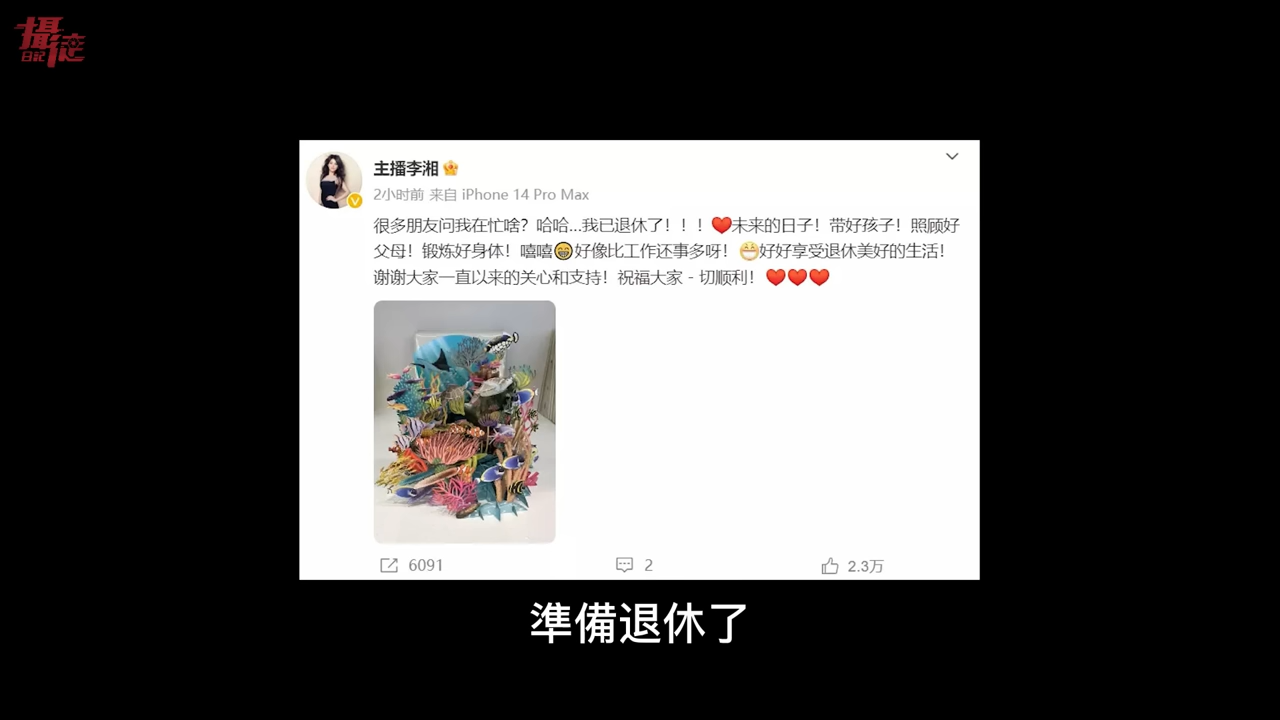 攝徒
日記
主播李湘
2小时前 来自 iPhone 14 Pro Max
很多朋友问我在忙啥？哈哈...我已退休了！！！❤️未来的日子！带好孩子！照顾好
父母！锻炼好身体！嘻嘻😁好像比工作还事多呀！😷好好享受退休美好的生活！
谢谢大家一直以来的关心和支持！祝福大家 - 切顺利！❤️❤️❤️
6091
2
2.3万
準備退休了